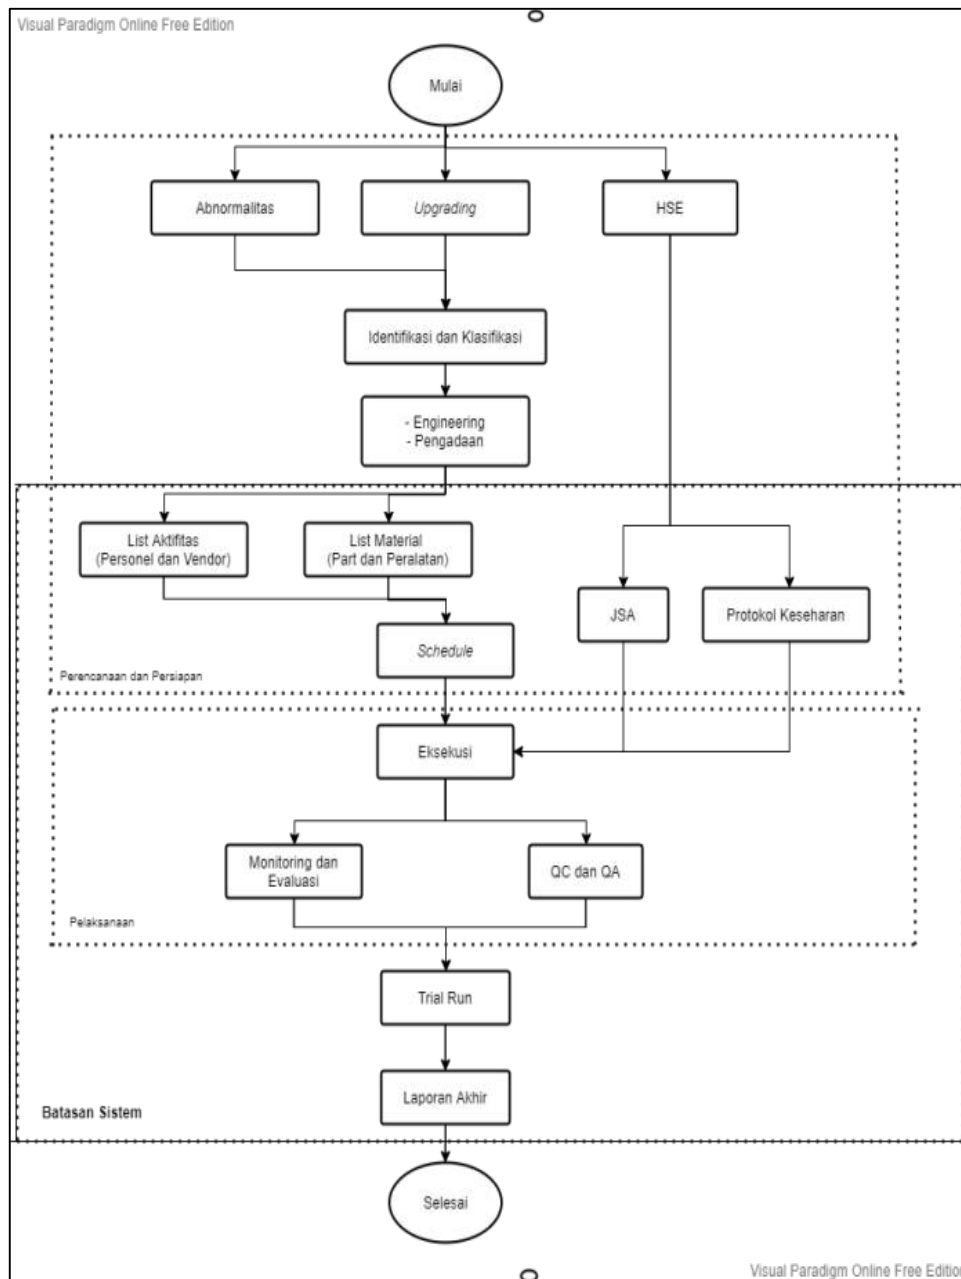 Visual Paradigm Online Free Edition
Mulai
Abnormalitas
Upgrading
HSE
Identifikasi dan Klasifikasi
- Engineering
- Pengadaan
List Aktifitas
(Personel dan Vendor)
List Material
(Part dan Peralatan)
JSA
Protokol Keseharan
Schedule
Perencanaan dan Persiapan
Eksekusi
Monitoring dan
Evaluasi
QC dan QA
Pelaksanaan
Trial Run
Laporan Akhir
Batasan Sistem
Selesai
Visual Paradigm Online Free Edition